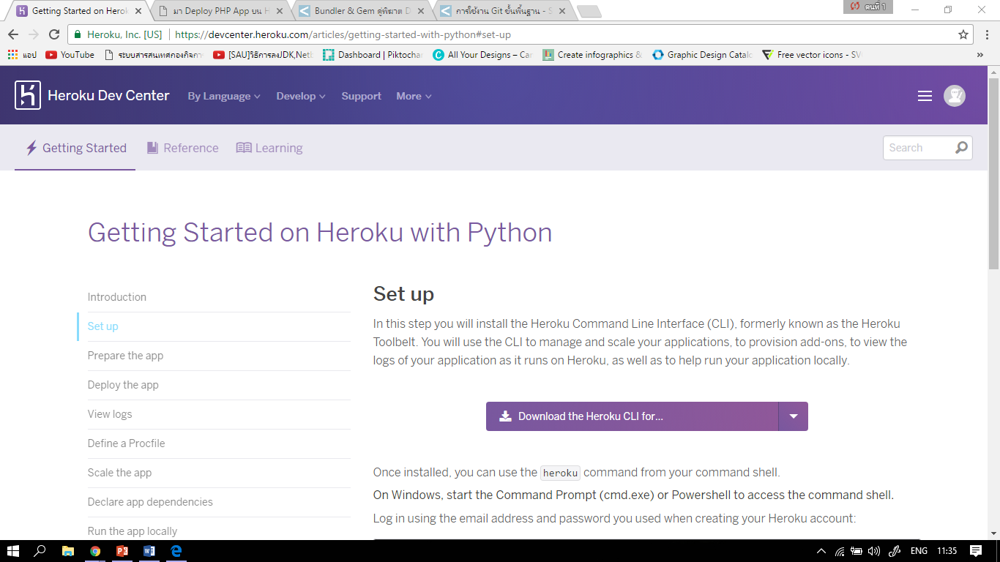 Getting Started on Herok
มา Deploy PHP App บน H
Bundler & Gem คู่พิฆาต D
การใช้งาน Git ขั้นพื้นฐาน - S
คนที่ 1
Heroku, Inc. [US]
https://devcenter.heroku.com/articles/getting-started-with-python#set-up
แอป
YouTube
ระบบสารสนเทศกองกิจกา
[SAU]วิธีการลงJDK,Net
Dashboard | Piktocha
All Your Designs – Ca
Create infographics &
Graphic Design Catal
Free vector icons - SV
»
Heroku Dev Center
By Language
Develop
Support
More
Getting Started
Reference
Learning
Search
Getting Started on Heroku with Python
Introduction
Set up
Prepare the app
Deploy the app
View logs
Define a Procfile
Scale the app
Declare app dependencies
Run the app locally
Set up
In this step you will install the Heroku Command Line Interface (CLI), formerly known as the Heroku
Toolbelt. You will use the CLI to manage and scale your applications, to provision add-ons, to view the
logs of your application as it runs on Heroku, as well as to help run your application locally.
Download the Heroku CLI for...
Once installed, you can use the heroku command from your command shell.
On Windows, start the Command Prompt (cmd.exe) or Powershell to access the command shell.
Log in using the email address and password you used when creating your Heroku account:
ENG
11:35